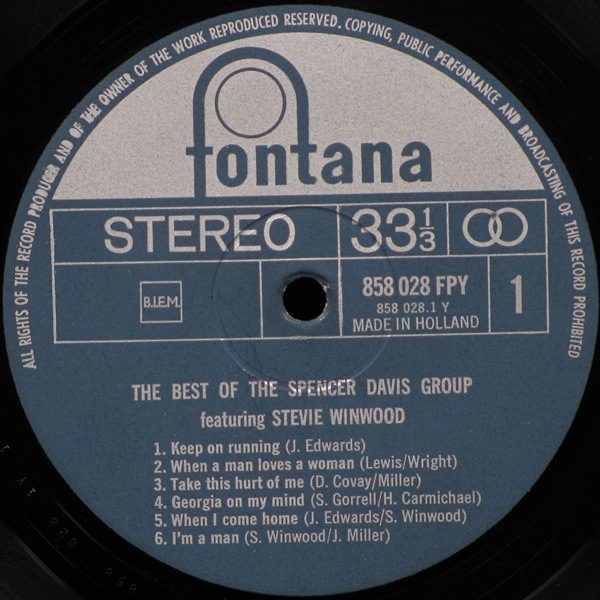 ALL RIGHTS OF THE RECORD PRODUCER AND OF THE OWNER OF THE WORK REPRODUCED RESERVED. COPYING, PUBLIC PERFORMANCE AND BROADCASTING OF THIS RECORD PROHIBITED
fontana
STEREO 33⅓
B.I.E.M. 858 028 FPY 1
858 028.1 Y
MADE IN HOLLAND
THE BEST OF THE SPENCER DAVIS GROUP
featuring STEVIE WINWOOD
1. Keep on running (J. Edwards)
2. When a man loves a woman (Lewis/Wright)
3. Take this hurt of me (D. Covay/Miller)
4. Georgia on my mind (S. Gorrell/H. Carmichael)
5. When I come home (J. Edwards/S. Winwood)
6. I'm a man (S. Winwood/J. Miller)